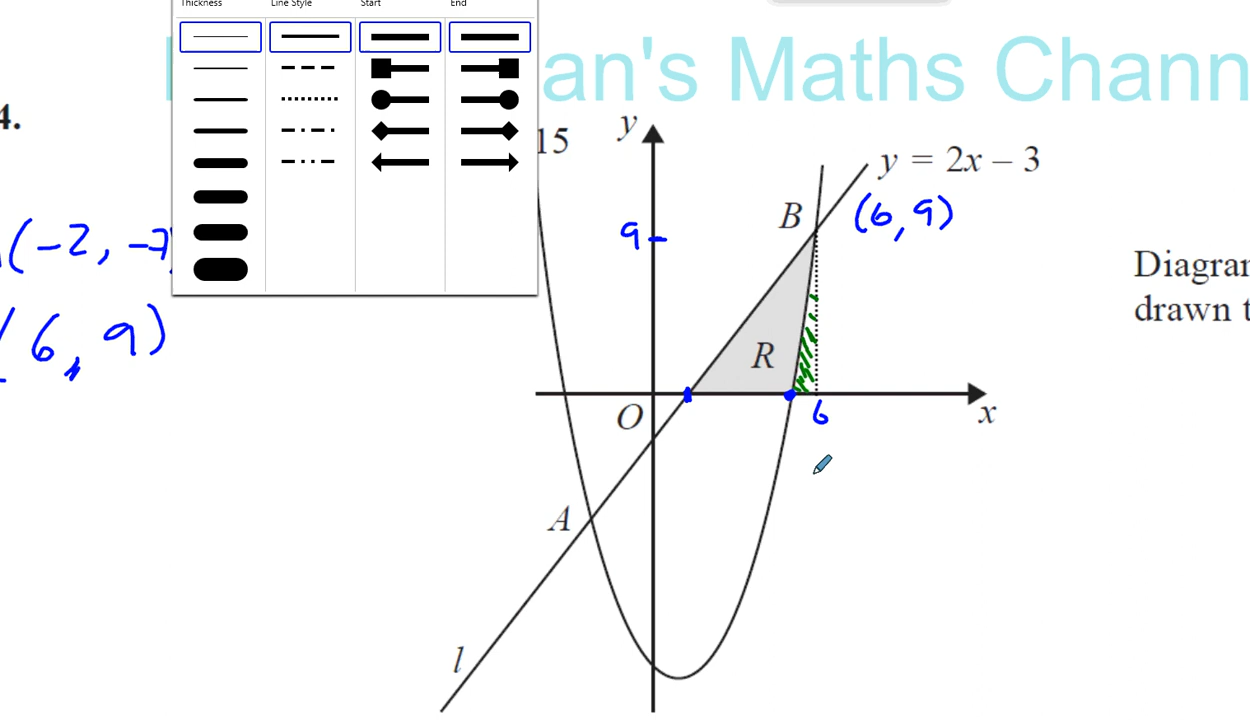 Thickness Line Style Start End
an's Maths Chann
4.
15
y
y = 2x – 3
B
(6, 9)
9
(-2, -7
Diagram
drawn t
(6, 9)
R
O
6
x
A
l